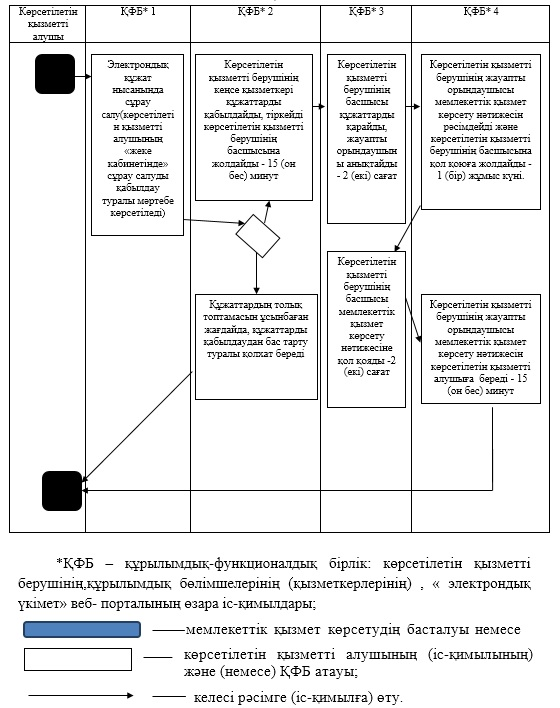 Көрсетілетін
қызметті
алушы
ҚФБ* 1
ҚФБ* 2
ҚФБ* 3
ҚФБ* 4
Электрондық
құжат
нысанында
сұрау
салу(көрсетілеті
н қызметті
алушының
«жеке
кабинетінде»
сұрау салуды
қабылдау
туралы мәртебе
көрсетіледі)
Көрсетілетін
қызметті берушінің
кеңсе қызметкері
құжаттарды
қабылдайды, тіркейді
көрсетілетін қызметті
берушінің
басшысына
жолдайды - 15 (он
бес) минут
Көрсетілетін
қызметті
берушінің
басшысы
құжаттарды
қарайды,
жауапты
орындаушын
ы анықтайды
- 2 (екі) сағат
Көрсетілетін қызметті
берушінің жауапты
орындаушысы
мемлекеттік қызмет
көрсету нәтижесін
рәсімдейді және
көрсетілетін қызметті
берушінің басшысына
қол қоюға жолдайды -
1 (бір) жұмыс күні.
Құжаттардың толық
топтамасын ұсынбаған
жағдайда, құжаттарды
қабылдаудан бас тарту
туралы қолхат береді
Көрсетілетін
қызметті
берушінің
басшысы
мемлекеттік
қызмет
көрсету
нәтижесіне
қол қояды -2
(екі) сағат
Көрсетілетін қызметті
берушінің жауапты
орындаушысы
мемлекеттік қызмет
көрсету нәтижесін
көрсетілетін қызметті
алушыға береді - 15
(он бес) минут
*ҚФБ – құрылымдық-функционалдық бірлік: көрсетілетін қызметті
берушінің,құрылымдық бөлімшелерінің (қызметкерлерінің) , « электрондық
үкімет» веб- порталының өзара іс-қимылдары;
мемлекеттік қызмет көрсетудің басталуы немесе
көрсетілетін қызметті алушының (іс-қимылының)
және (немесе) ҚФБ атауы;
келесі рәсімге (іс-қимылға) өту.